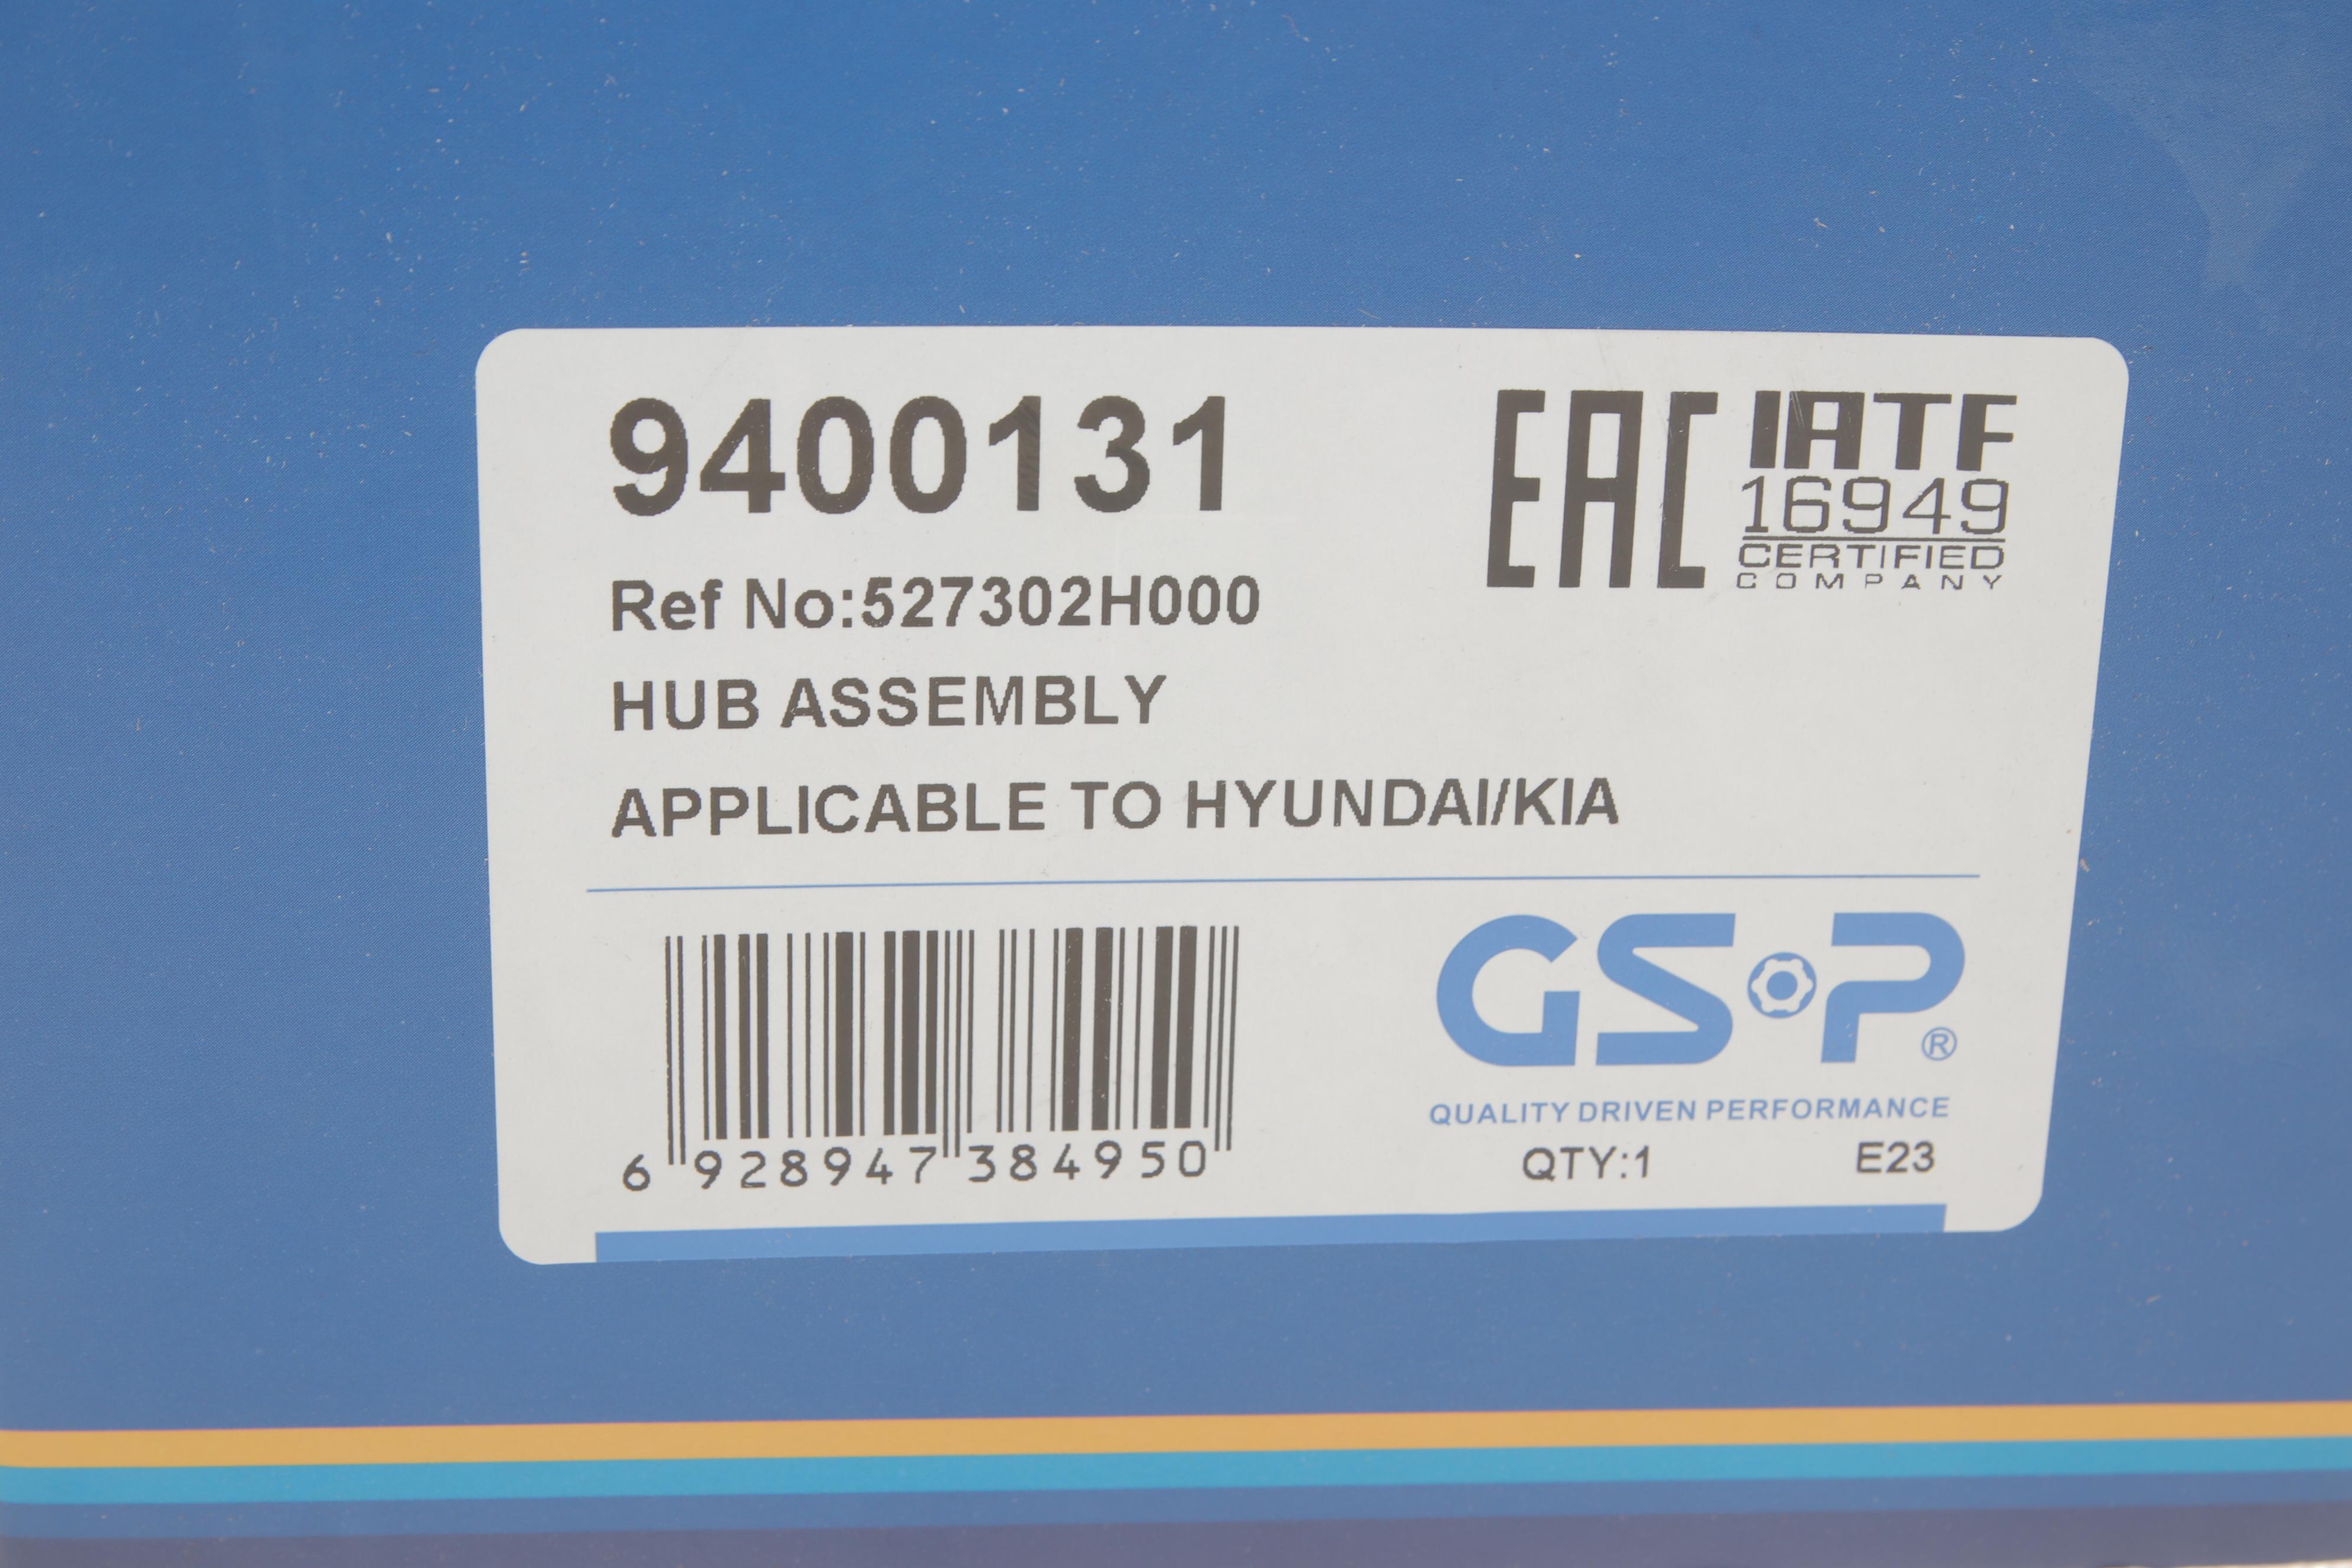 9400131
EAC
IATF
16949
CERTIFIED
COMPANY
Ref No:527302H000
HUB ASSEMBLY
APPLICABLE TO HYUNDAI/KIA
6 928947 384950
GSP®
QUALITY DRIVEN PERFORMANCE
QTY:1 E23